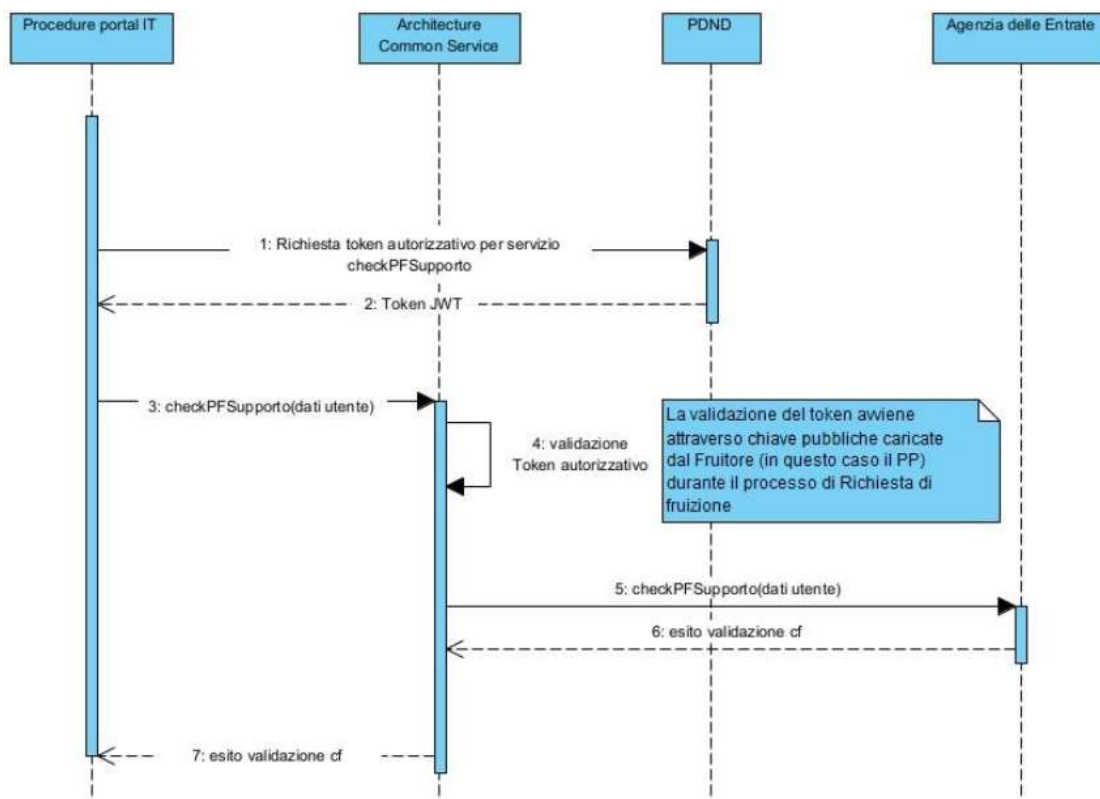 Procedure portal IT
Architecture
Common Service
PDND
Agenzia delle Entrate
1: Richiesta token autorizzativo per servizio
checkPFSupporto
2: Token JWT
3: checkPFSupporto(dati utente)
4: validazione
Token autorizzativo
La validazione del token avviene
attraverso chiave pubbliche caricate
dal Fruitore (in questo caso il PP)
durante il processo di Richiesta di
fruizione
5: checkPFSupporto(dati utente)
6: esito validazione cf
7: esito validazione cf